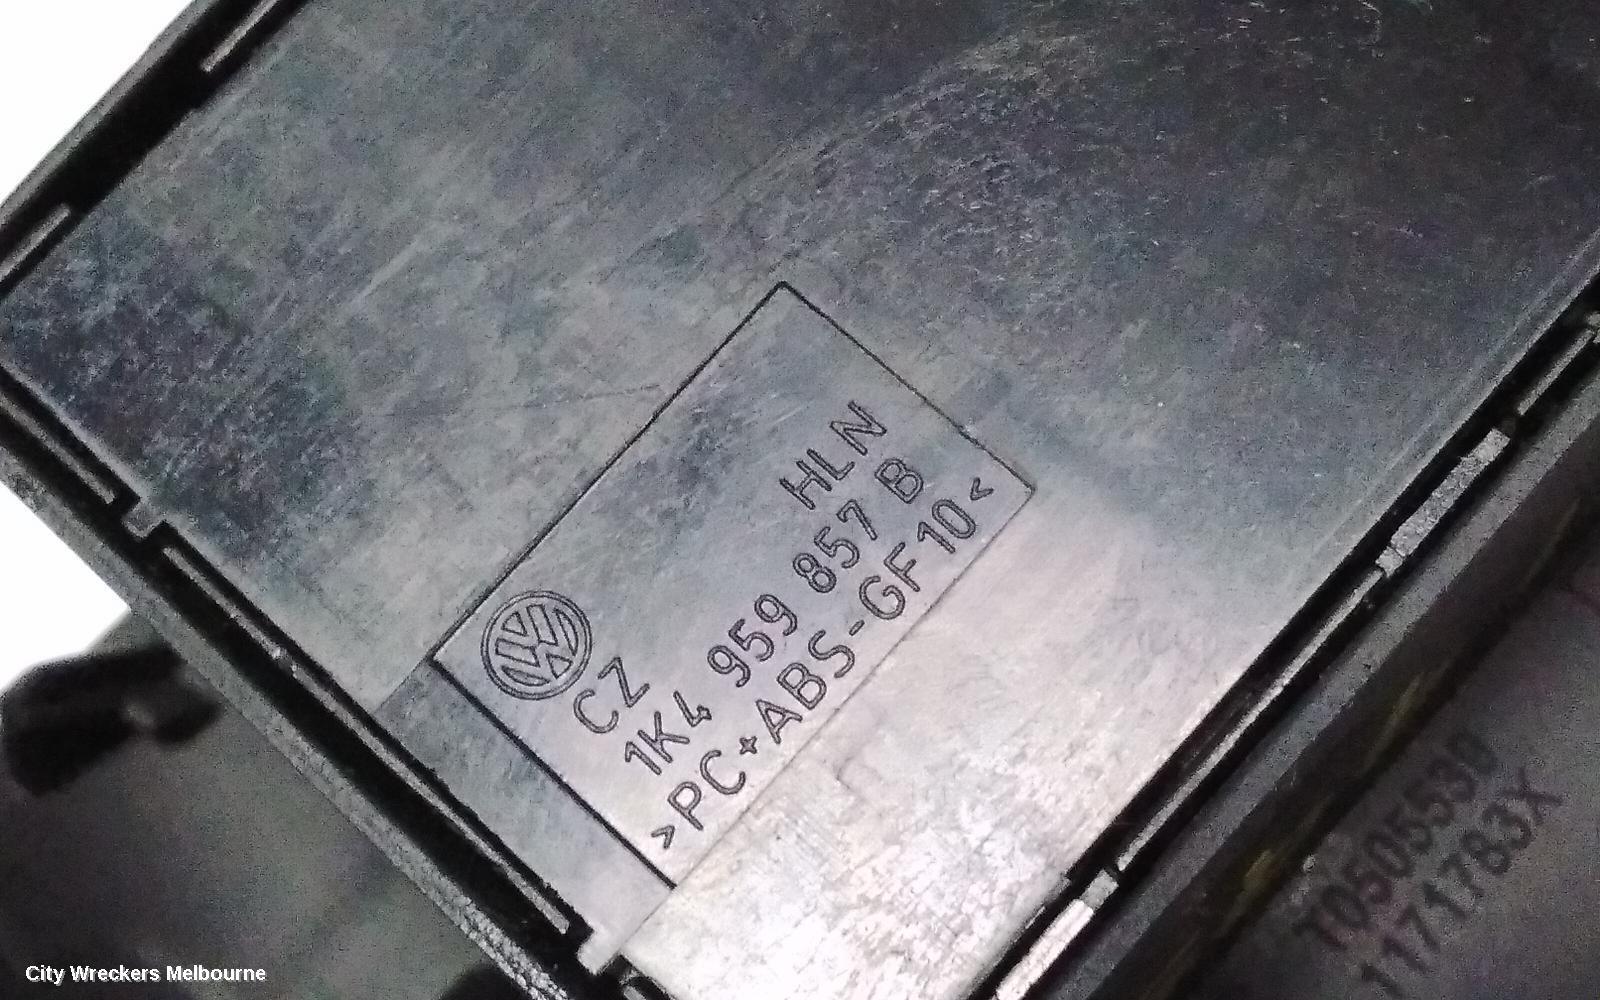 HLN
CZ
1K4 959 857 B
>PC+ABS-GF10<
T0505530
1171783X
City Wreckers Melbourne